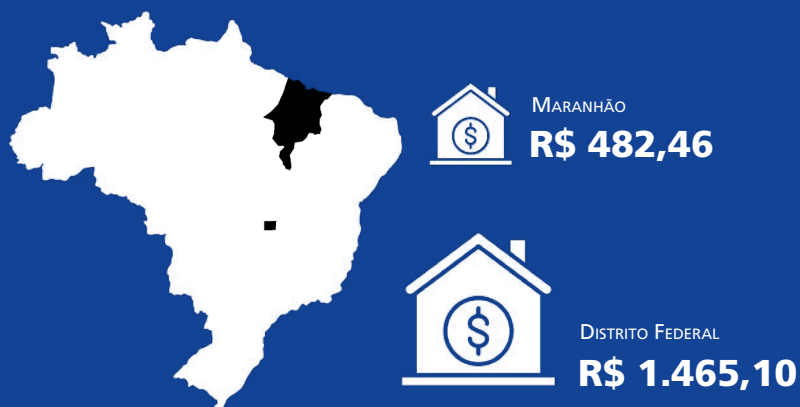 Maranhão
R$ 482,46
$
$
Distrito Federal
R$ 1.465,10